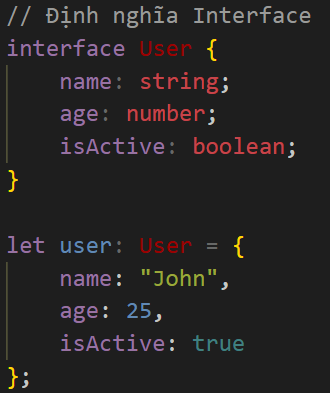 // Định nghĩa Interface
interface User {
    name: string;
    age: number;
    isActive: boolean;
}

let user: User = {
    name: "John",
    age: 25,
    isActive: true
};